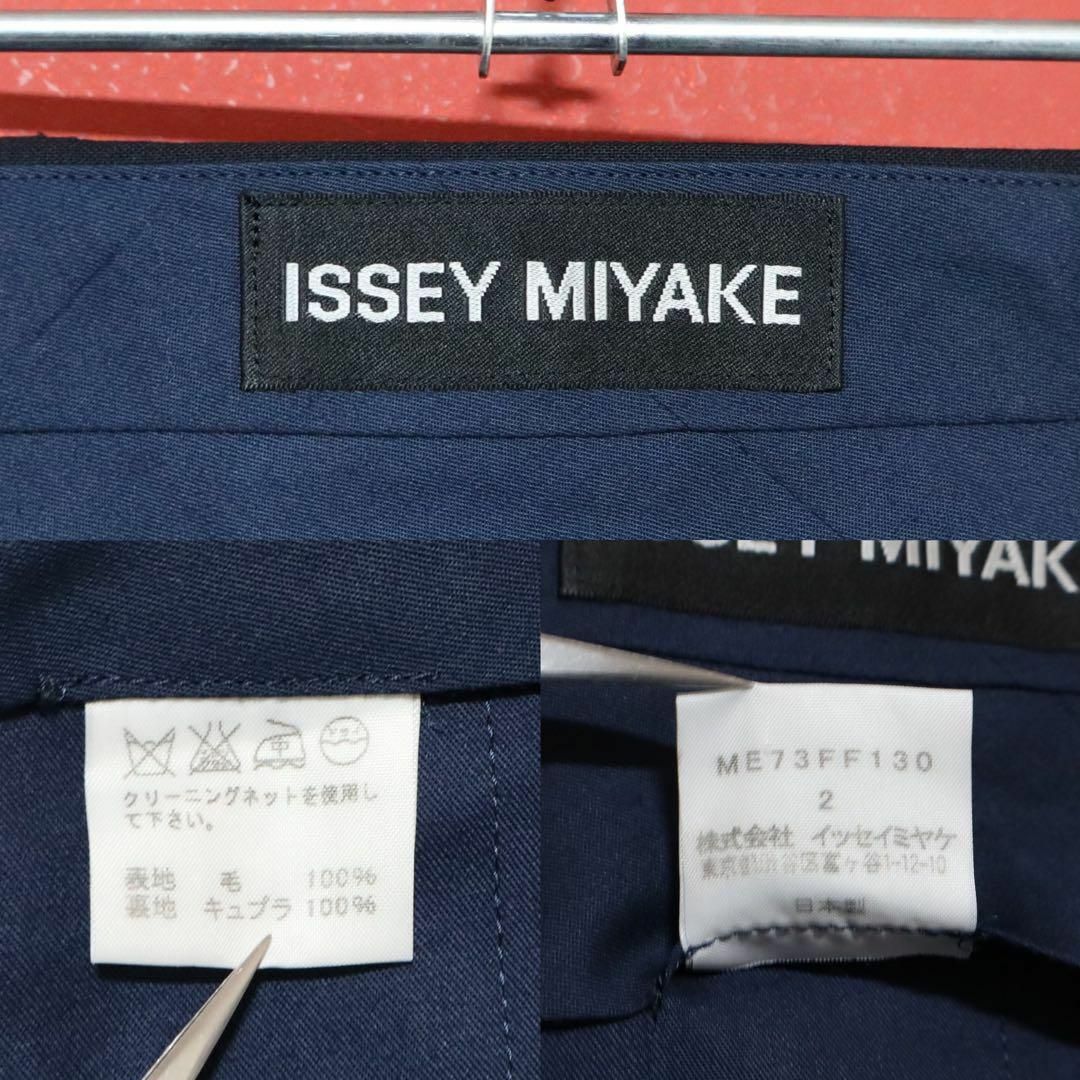 ISSEY MIYAKE
クリーニングネットを使用し
て下さい。
表地 毛 100%
裏地 キュプラ 100%
SEY MIYAK
ME73FF130
2
株式会社 イッセイミヤケ
東京都渋谷区富ヶ谷1-12-10
日本製